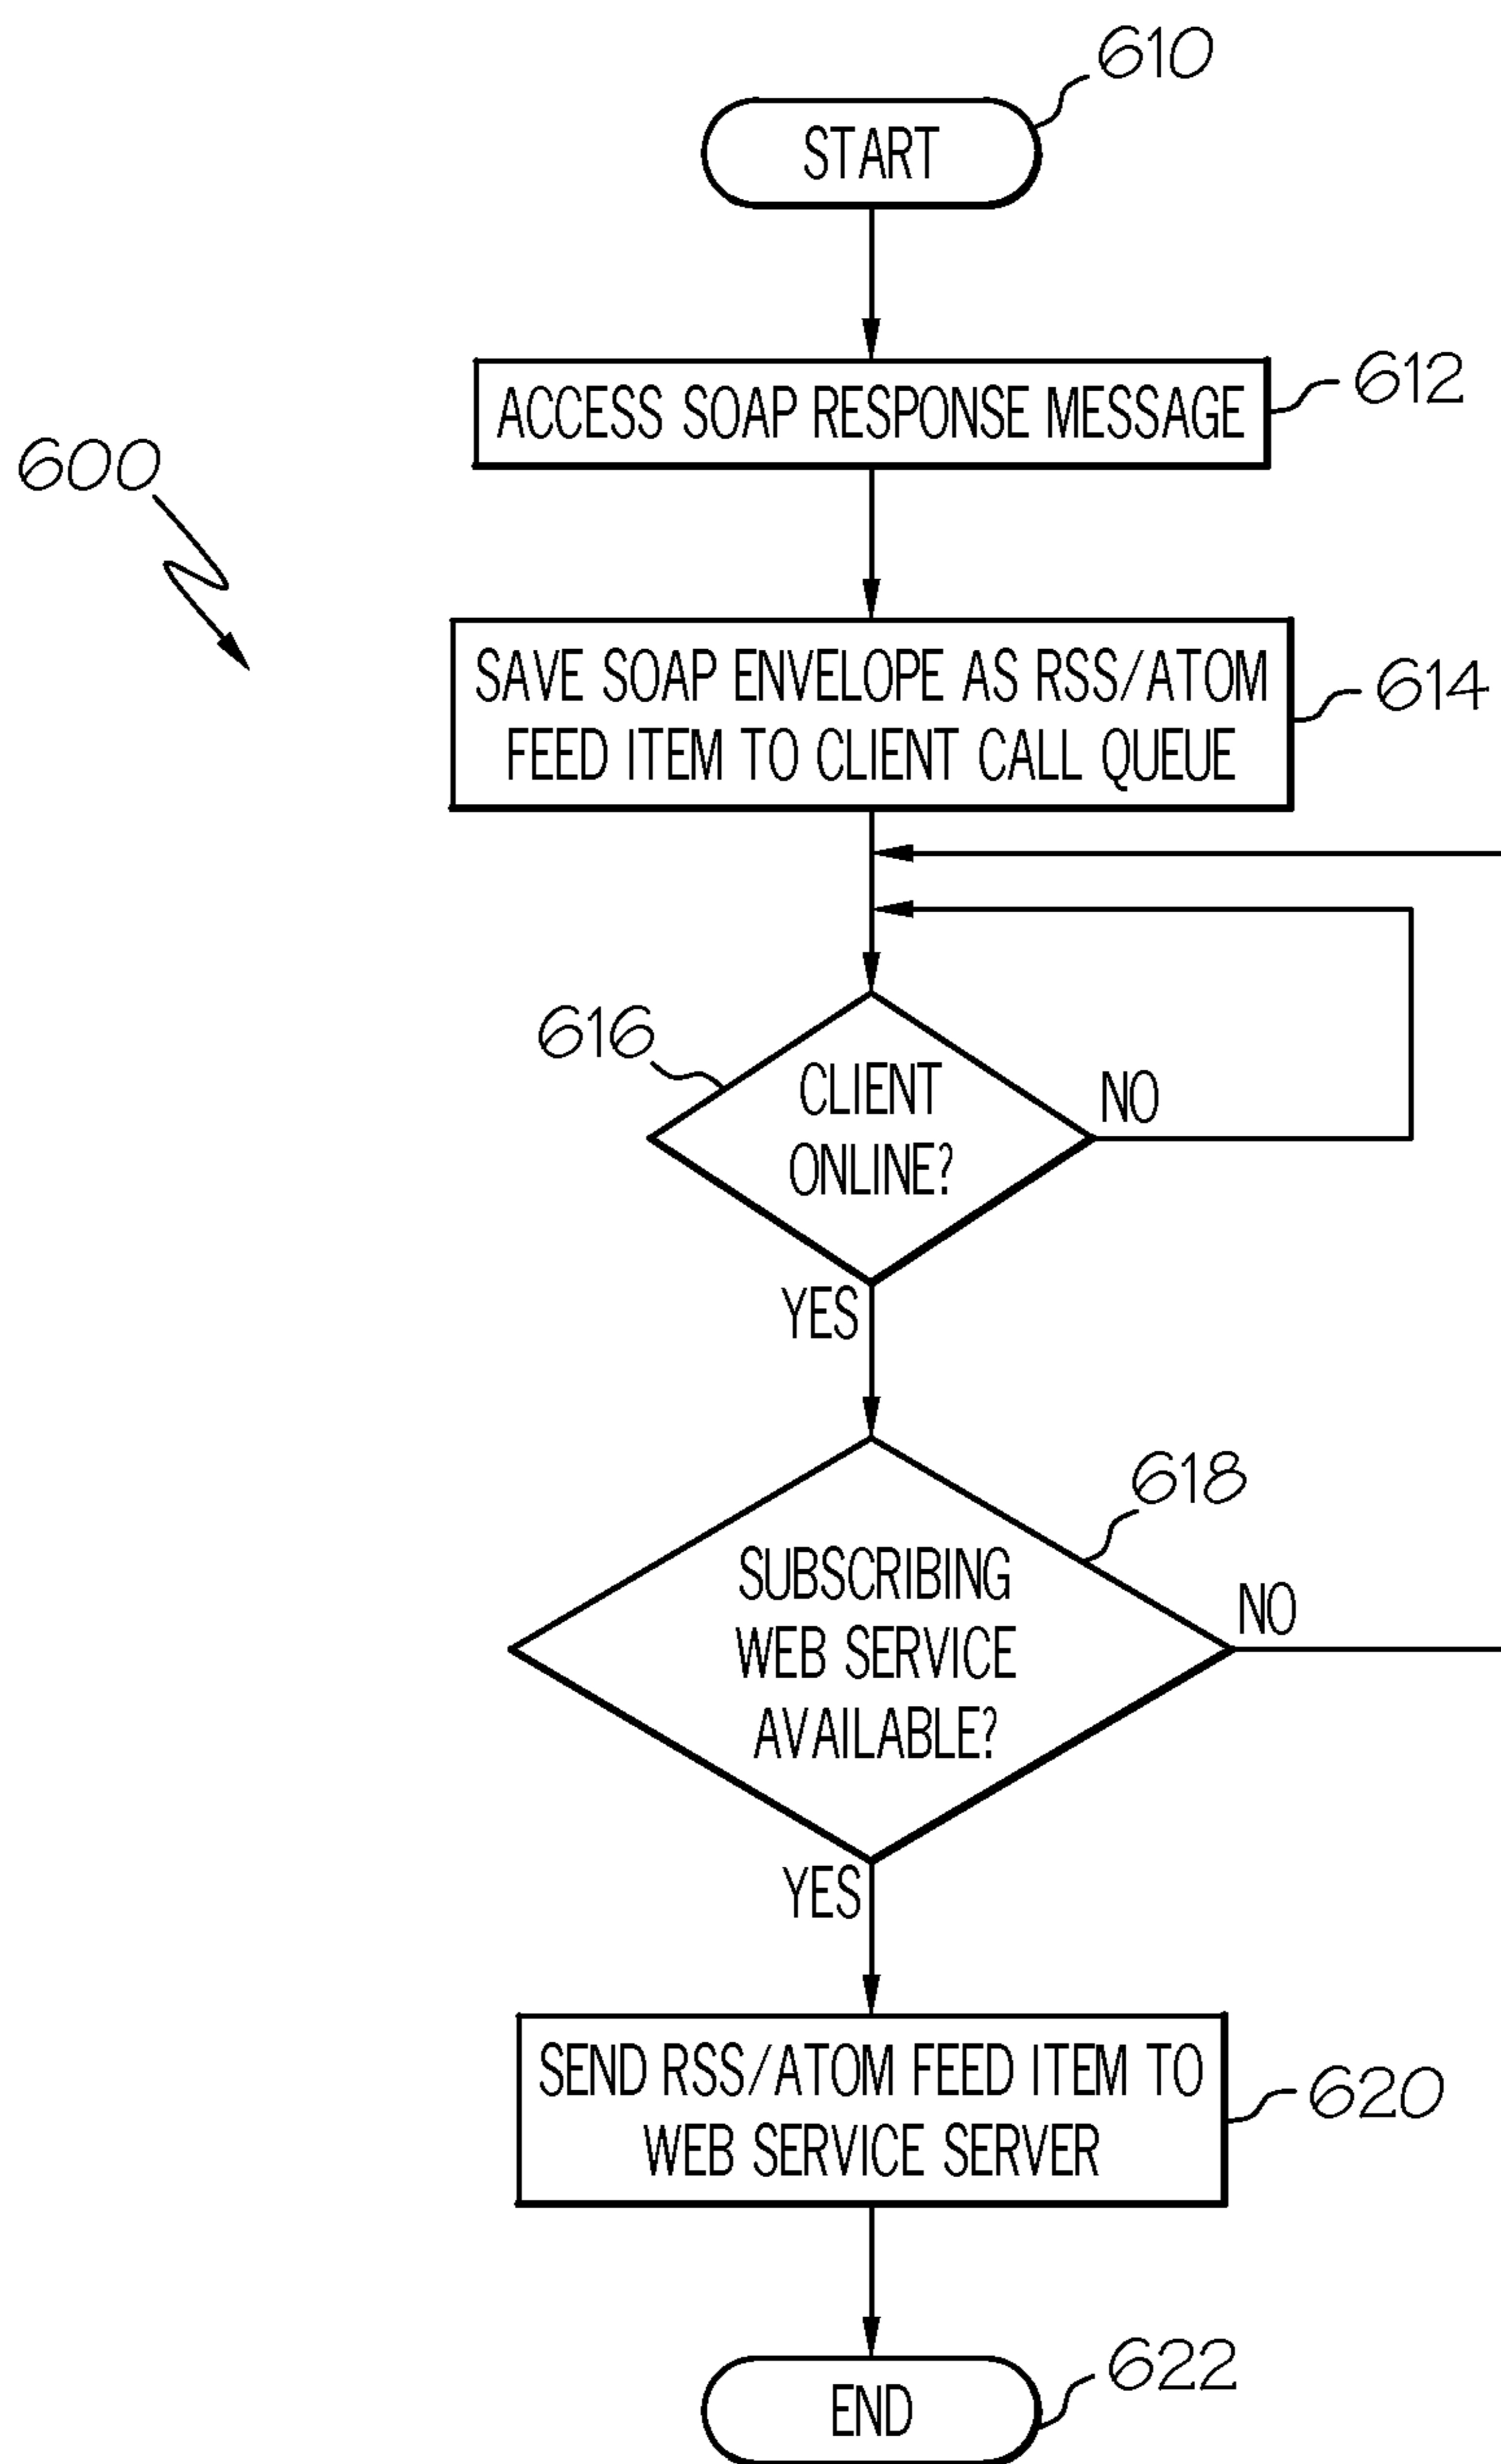 610
START
ACCESS SOAP RESPONSE MESSAGE
612
600
SAVE SOAP ENVELOPE AS RSS/ATOM
FEED ITEM TO CLIENT CALL QUEUE
614
616
CLIENT
ONLINE?
NO
YES
618
SUBSCRIBING
WEB SERVICE
AVAILABLE?
NO
YES
SEND RSS/ATOM FEED ITEM TO
WEB SERVICE SERVER
620
622
END